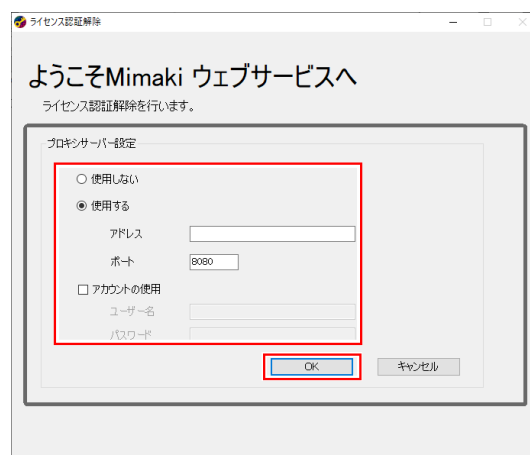 ライセンス認証解除
ようこそMimaki ウェブサービスへ
ライセンス認証解除を行います。
プロキシサーバー設定
使用しない
使用する
アドレス
ポート 8080
アカウントの使用
ユーザー名
パスワード
OK キャンセル